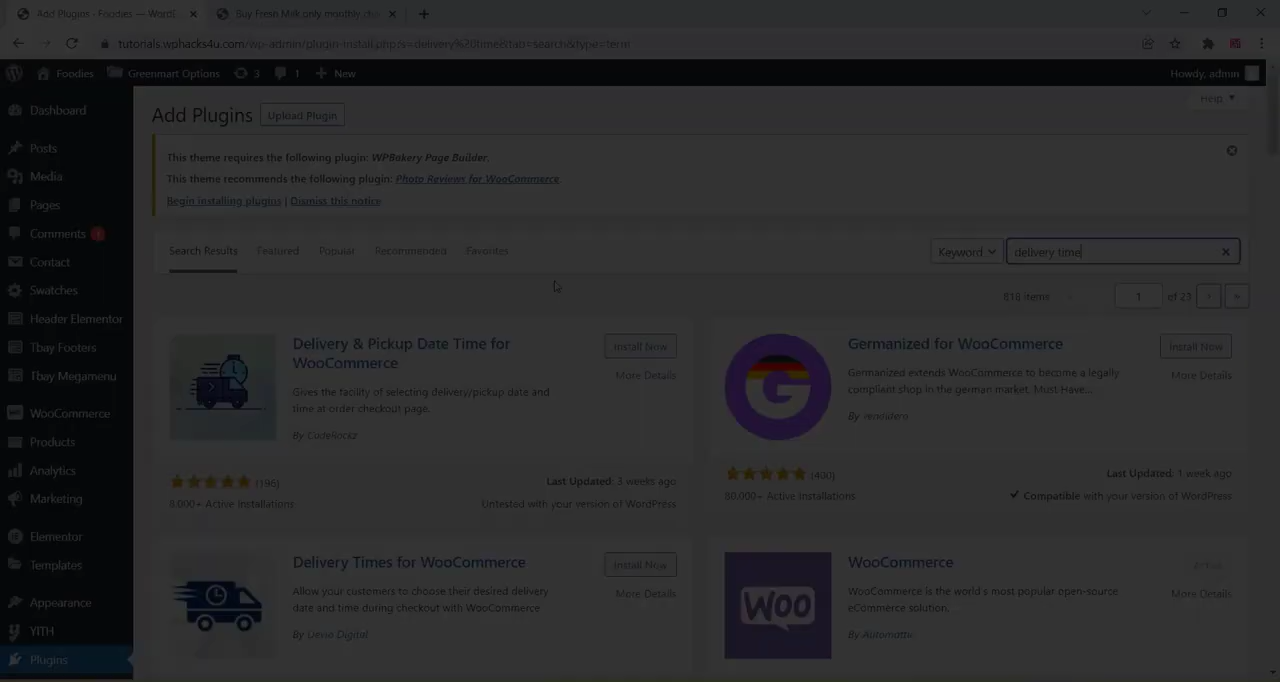 Add Plugins - Foodies — WordP
Buy Fresh Milk only monthly cha
tutorials.wphacks4u.com/wp-admin/plugin-install.php?s=delivery%20time&tab=search&type=term
Foodies
Greenmart Options
3
1
New
Howdy, admin
Help
Dashboard
Posts
Media
Pages
Comments 1
Contact
Swatches
Header Elementor
Tbay Footers
Tbay Megamenu
WooCommerce
Products
Analytics
Marketing
Elementor
Templates
Appearance
YITH
Plugins
Add Plugins
Upload Plugin
This theme requires the following plugin: WPBakery Page Builder.
This theme recommends the following plugin: Photo Reviews for WooCommerce.
Begin installing plugins | Dismiss this notice
Search Results Featured Popular Recommended Favorites
Keyword
delivery time
818 items
1 of 23 › »
Delivery & Pickup Date Time for
WooCommerce
Install Now
More Details
Gives the facility of selecting delivery/pickup date and
time at order checkout page.
By CodeRockz
(196)
Last Updated: 3 weeks ago
8,000+ Active Installations
Untested with your version of WordPress
Germanized for WooCommerce
Install Now
More Details
Germanized extends WooCommerce to become a legally
compliant shop in the german market. Must Have...
By vendidero
(400)
Last Updated: 1 week ago
80,000+ Active Installations
Compatible with your version of WordPress
Delivery Times for WooCommerce
Install Now
More Details
Allow your customers to choose their desired delivery
date and time during checkout with WooCommerce
By Devio Digital
WOO
WooCommerce
Active
More Details
WooCommerce is the world's most popular open-source
eCommerce solution.
By Automattic